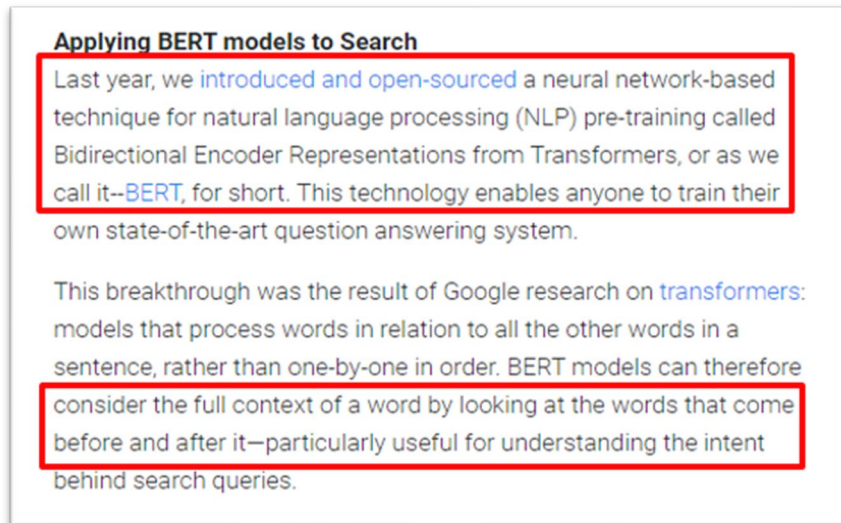 Applying BERT models to Search
Last year, we introduced and open-sourced a neural network-based
technique for natural language processing (NLP) pre-training called
Bidirectional Encoder Representations from Transformers, or as we
call it--BERT, for short. This technology enables anyone to train their
own state-of-the-art question answering system.
This breakthrough was the result of Google research on transformers:
models that process words in relation to all the other words in a
sentence, rather than one-by-one in order. BERT models can therefore
consider the full context of a word by looking at the words that come
before and after it—particularly useful for understanding the intent
behind search queries.